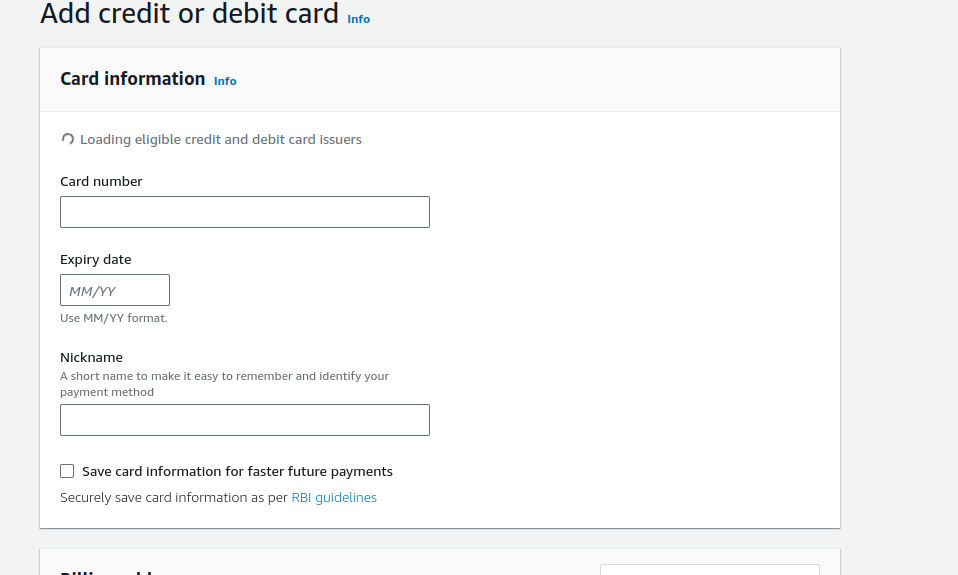 Add credit or debit card Info
Card information Info
Loading eligible credit and debit card issuers
Card number
Expiry date
MM/YY
Use MM/YY format.
Nickname
A short name to make it easy to remember and identify your
payment method
Save card information for faster future payments
Securely save card information as per RBI guidelines